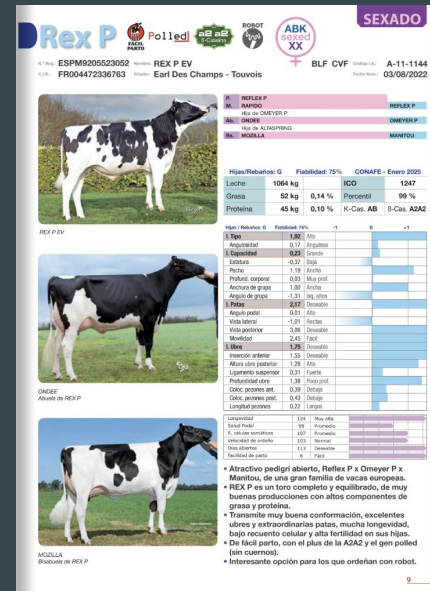 SEXADO
Rex P
FÁCIL PARTO
Polled
a2 a2
ß-Caseína
ROBOT
ABK
sexed
XX
N.º Reg.: ESPM9205523052 Nombre: REX P EV BLF CVF Código I.A.: A-11-1144
C.I.B.: FR004472336763 Criador: Earl Des Champs - Touvois Fecha Ncto.: 03/08/2022
P. REFLEX P
M. RAPIDO REFLEX P
Hija de OMEYER P
Ab. ONDEE OMEYER P
Hija de ALTASPRING
Bs. MOZILLA MANITOU
Hijas/Rebaños: G Fiabilidad: 75% CONAFE - Enero 2025
Leche 1064 kg ICO 1247
Grasa 52 kg 0,14 % Percentil 99 %
Proteína 45 kg 0,10 % K-Cas. AB ß-Cas. A2A2
REX P EV
Hijas / Rebaños: G Fiabilidad: 74% -1 0 +1
I. Tipo 1,92 Alto
Angulosidad 0,17 Angulosa
I. Capacidad 0,23 Grande
Estatura -0,37 Baja
Pecho 1,19 Ancho
Profund. corporal 0,03 Muy prof.
Anchura de grupa 1,00 Ancha
Angulo de grupa -1,31 Isq. altos
I. Patas 2,17 Deseable
Angulo podal 0,01 Alto
Vista lateral -1,01 Rectas
Vista posterior 3,06 Deseable
Movilidad 2,45 Fácil
I. Ubre 1,75 Deseable
Inserción anterior 1,55 Deseable
Altura ubre posterior 1,28 Alto
Ligamento suspensor 0,31 Fuerte
Profundidad ubre 1,38 Poco prof.
Coloc. pezones ant. 0,39 Debajo
Coloc. pezones post. 0,43 Debajo
Longitud pezones 0,22 Largos
ONDEE
Abuela de REX P
Longevidad 124 Muy alta
Salud Podal 99 Promedio
R. células somáticas 107 Promedio
Velocidad de ordeño 103 Normal
Días abiertos 113 Deseable
Facilidad de parto 6 Fácil
• Atractivo pedigrí abierto, Reflex P x Omeyer P x
Manitou, de una gran familia de vacas europeas.
• REX P es un toro completo y equilibrado, de muy
buenas producciones con altos componentes de
grasa y proteína.
• Transmite muy buena conformación, excelentes
ubres y extraordinarias patas, mucha longevidad,
bajo recuento celular y alta fertilidad en sus hijas.
• De fácil parto, con el plus de la A2A2 y el gen polled
(sin cuernos).
• Interesante opción para los que ordeñan con robot.
MOZILLA
Bisabuela de REX P
9